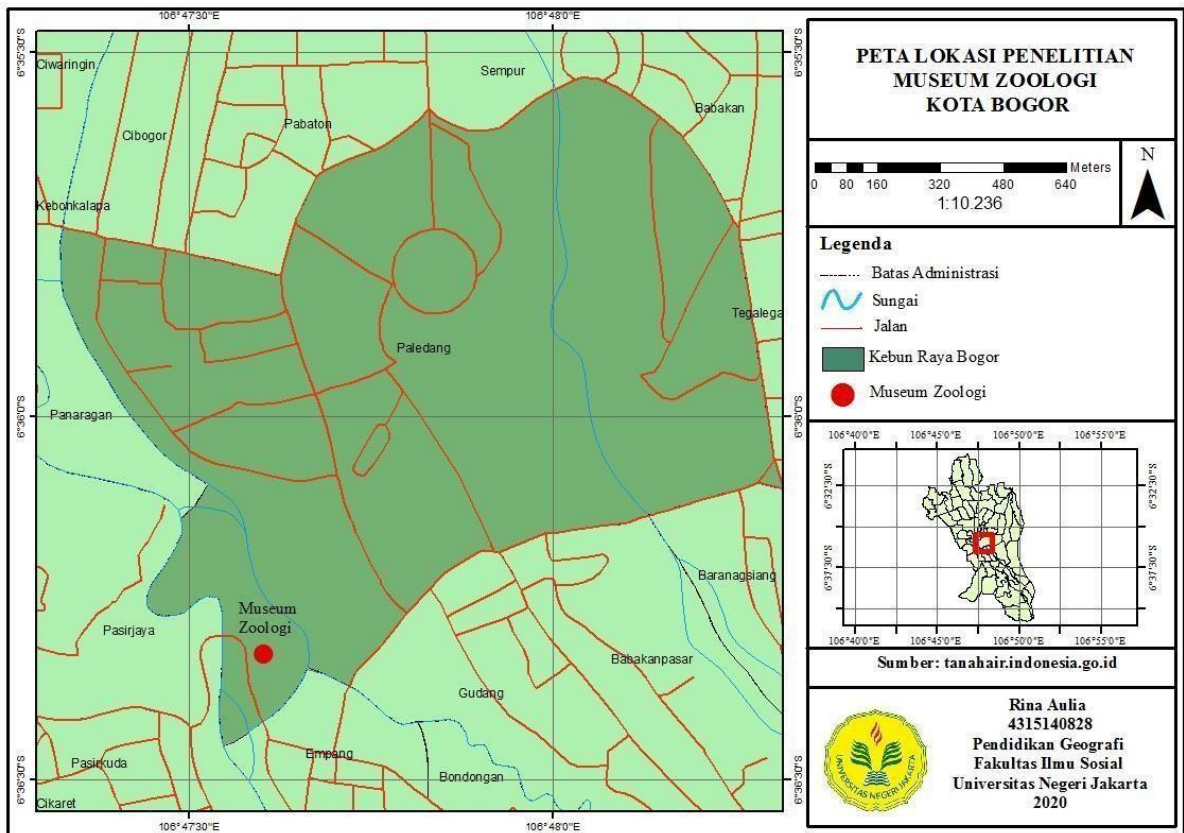 106°47'30"E
106°48'0"E
6°35'30"S
6°35'30"S
Ciwaringin
Sempur
Babakan
Cibogor
Pabaton
Kebonkalapa
Tegalega
Paledang
Panaragan
6°36'0"S
6°36'0"S
Baranagsiang
Museum
Zoologi
Pasirjaya
Babakanpasar
Gudang
Empang
Pasirkuda
Bondongan
6°36'30"S
6°36'30"S
Cikaret
106°47'30"E
106°48'0"E
PETA LOKASI PENELITIAN
MUSEUM ZOOLOGI
KOTA BOGOR
Meters
0 80 160 320 480 640
1:10.236
N
Legenda
Batas Administrasi
Sungai
Jalan
Kebun Raya Bogor
Museum Zoologi
106°40'0"E 106°45'0"E 106°50'0"E 106°55'0"E
6°32'30"S
6°32'30"S
6°37'30"S
6°37'30"S
106°40'0"E 106°45'0"E 106°50'0"E 106°55'0"E
Sumber: tanahair.indonesia.go.id
UNIVERSITAS NEGERI JAKARTA
Rina Aulia
4315140828
Pendidikan Geografi
Fakultas Ilmu Sosial
Universitas Negeri Jakarta
2020